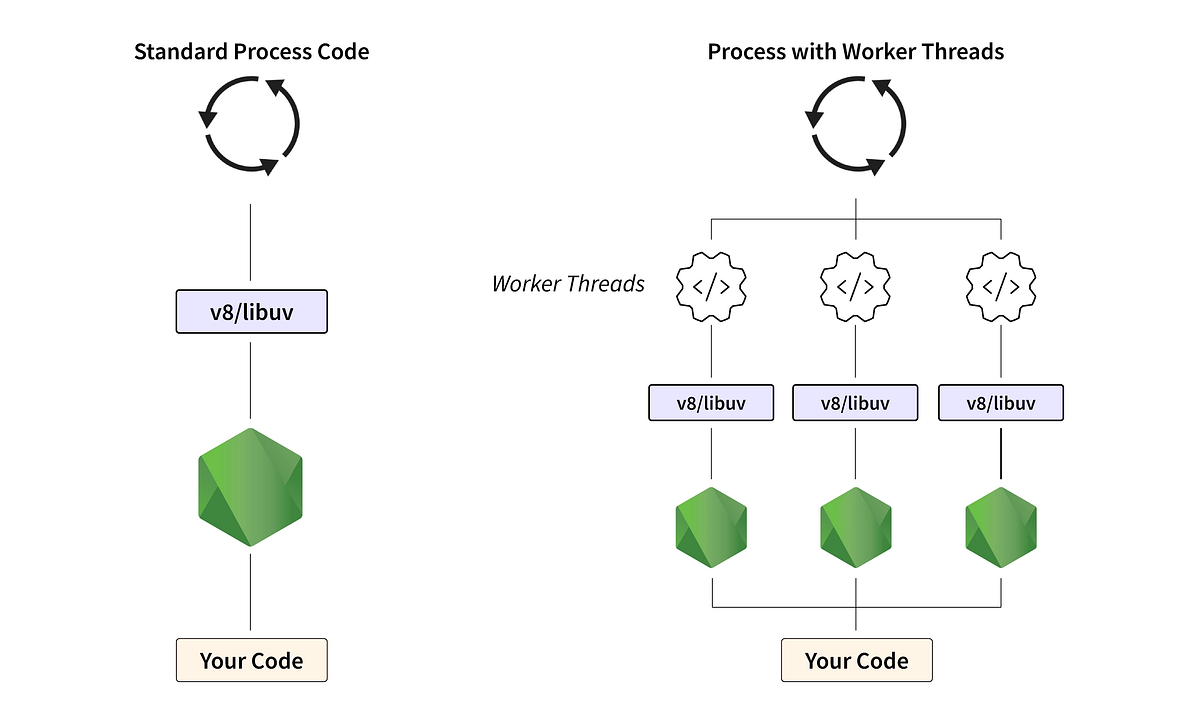 Standard Process Code
v8/libuv
Your Code
Process with Worker Threads
Worker Threads
</>
</>
</>
v8/libuv
v8/libuv
v8/libuv
Your Code